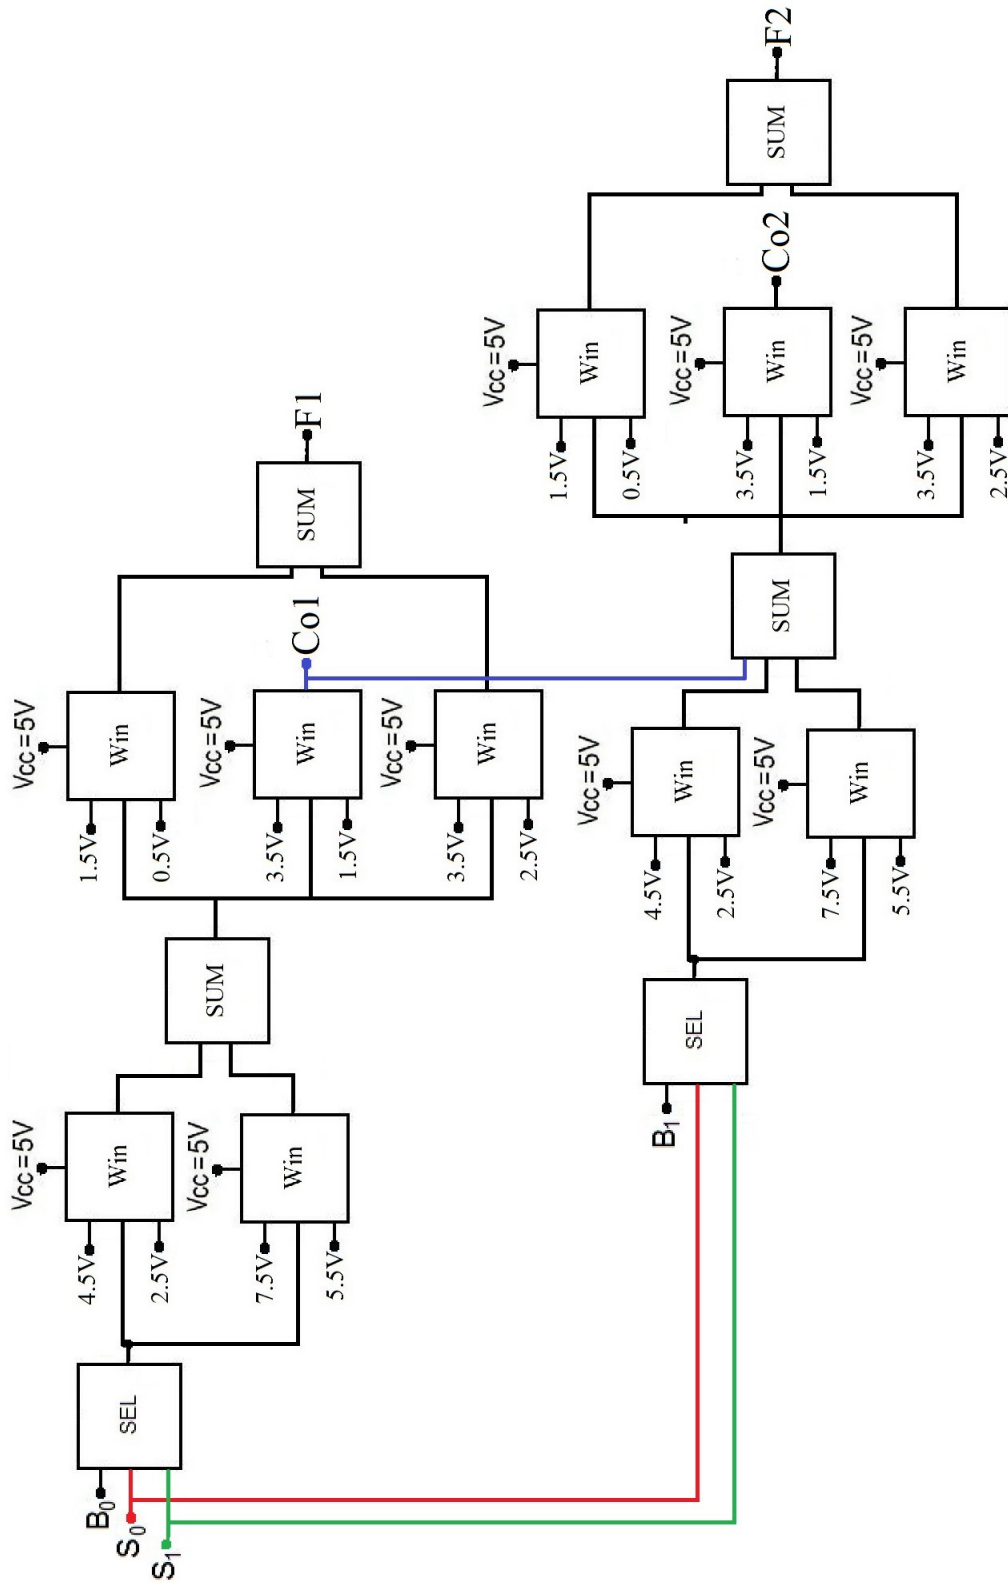 F2
SUM
Co2
Vcc=5V
Win
1.5V
0.5V
Vcc=5V
Win
3.5V
1.5V
Vcc=5V
Win
3.5V
2.5V
SUM
F1
SUM
Co1
Vcc=5V
Win
1.5V
0.5V
Vcc=5V
Win
3.5V
1.5V
Vcc=5V
Win
3.5V
2.5V
SUM
Vcc=5V
Win
4.5V
2.5V
Vcc=5V
Win
7.5V
5.5V
SEL
B1
Vcc=5V
Win
4.5V
2.5V
Vcc=5V
Win
7.5V
5.5V
SUM
SEL
B0
S0
S1